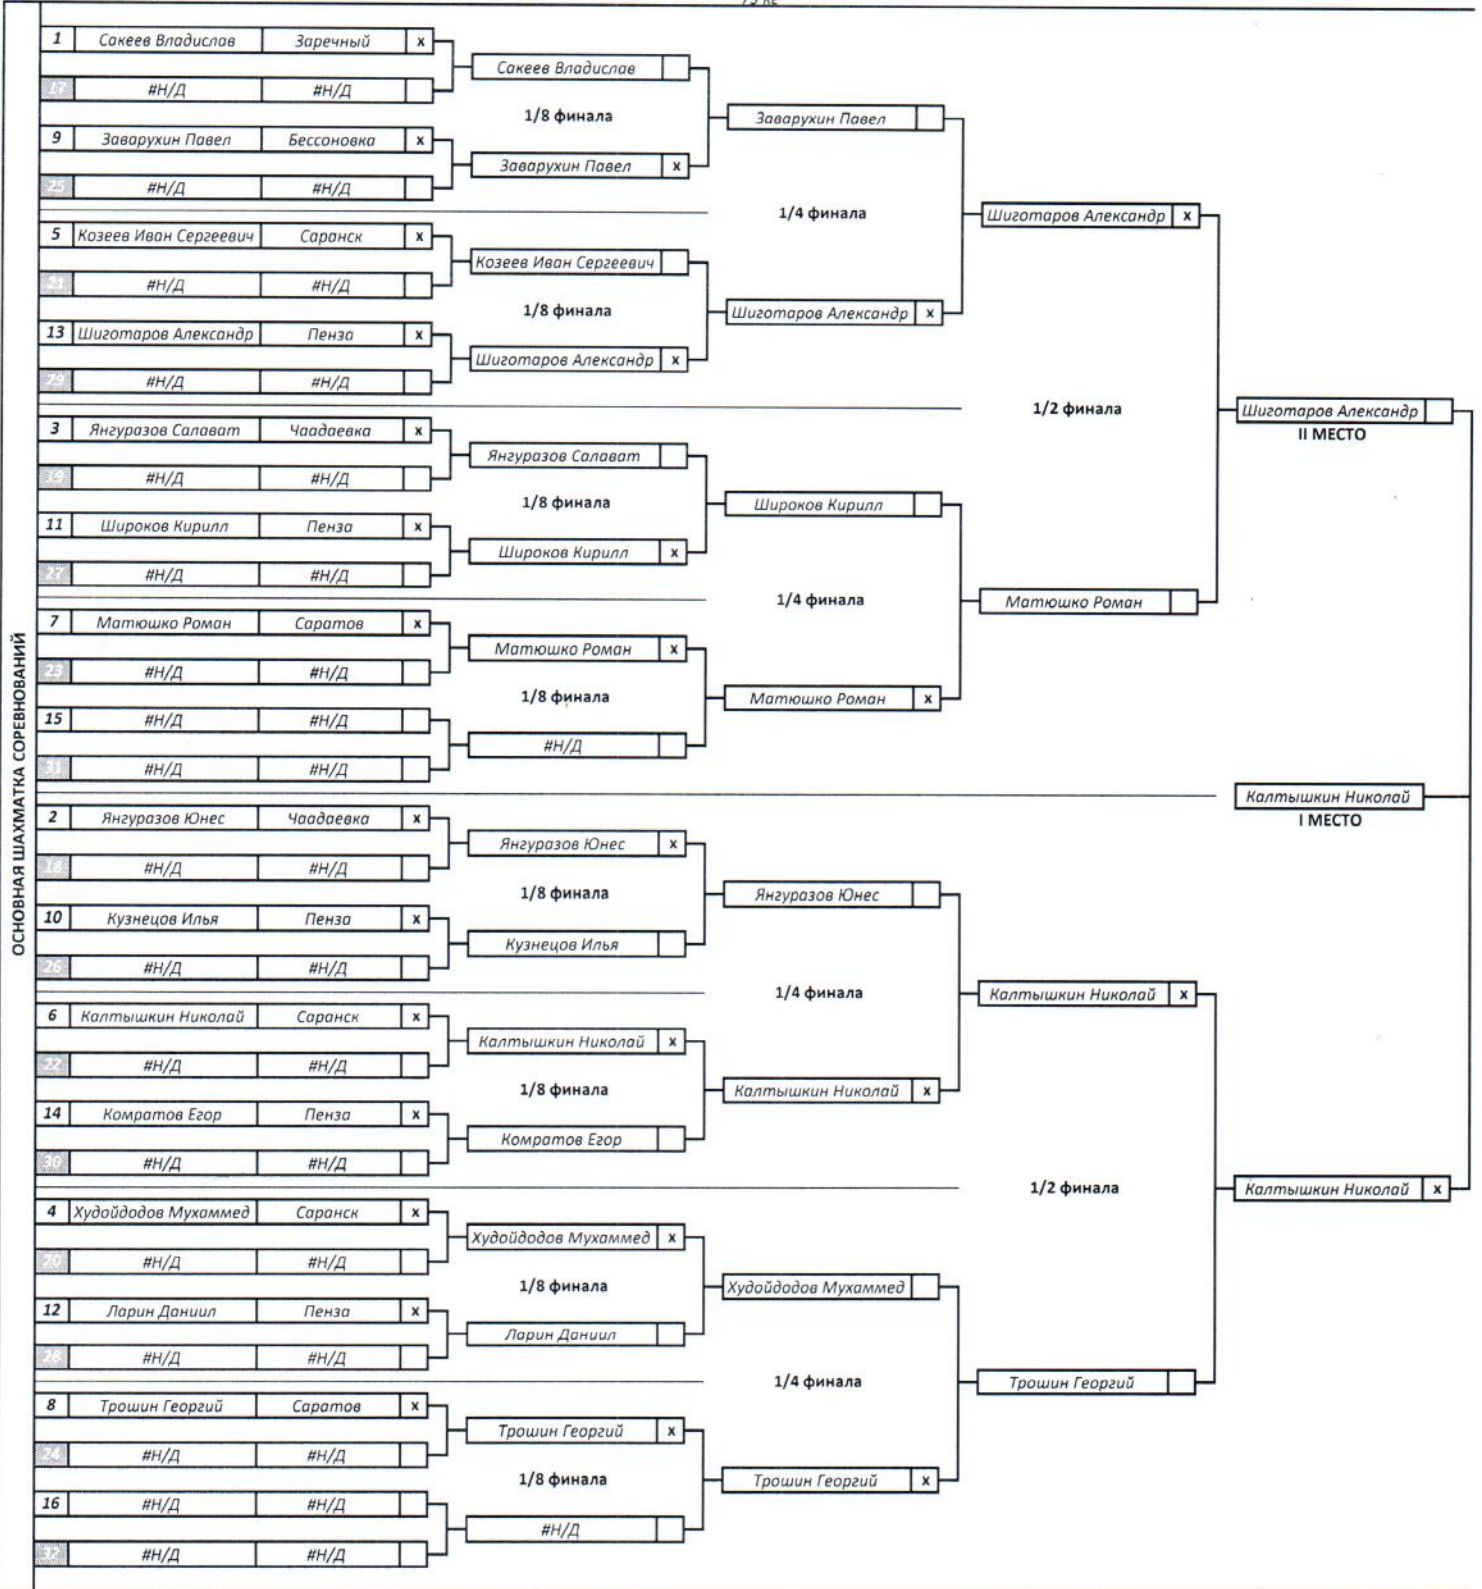 75 кг
ОСНОВНАЯ ШАХМАТКА СОРЕВНОВАНИЙ
1 Сакеев Владислав Заречный x
Сакеев Владислав
17 #Н/Д #Н/Д
1/8 финала
Заварухин Павел
9 Заварухин Павел Бессоновка x
Заварухин Павел x
25 #Н/Д #Н/Д
1/4 финала
Шиготаров Александр x
5 Козеев Иван Сергеевич Саранск x
Козеев Иван Сергеевич
21 #Н/Д #Н/Д
1/8 финала
Шиготаров Александр x
13 Шиготаров Александр Пенза x
Шиготаров Александр x
29 #Н/Д #Н/Д
1/2 финала
Шиготаров Александр
II МЕСТО
3 Янгуразов Салават Чаадаевка x
Янгуразов Салават
19 #Н/Д #Н/Д
1/8 финала
Широков Кирилл
11 Широков Кирилл Пенза x
Широков Кирилл x
27 #Н/Д #Н/Д
1/4 финала
Матюшко Роман
7 Матюшко Роман Саратов x
Матюшко Роман x
23 #Н/Д #Н/Д
1/8 финала
Матюшко Роман x
15 #Н/Д #Н/Д
#Н/Д
31 #Н/Д #Н/Д
Калтышкин Николай
I МЕСТО
2 Янгуразов Юнес Чаадаевка x
Янгуразов Юнес x
18 #Н/Д #Н/Д
1/8 финала
Янгуразов Юнес
10 Кузнецов Илья Пенза x
Кузнецов Илья
26 #Н/Д #Н/Д
1/4 финала
Калтышкин Николай x
6 Калтышкин Николай Саранск x
Калтышкин Николай x
22 #Н/Д #Н/Д
1/8 финала
Калтышкин Николай x
14 Комратов Егор Пенза x
Комратов Егор
30 #Н/Д #Н/Д
1/2 финала
Калтышкин Николай x
4 Худойдодов Мухаммед Саранск x
Худойдодов Мухаммед x
20 #Н/Д #Н/Д
1/8 финала
Худойдодов Мухаммед
12 Ларин Даниил Пенза x
Ларин Даниил
28 #Н/Д #Н/Д
1/4 финала
Трошин Георгий
8 Трошин Георгий Саратов x
Трошин Георгий x
24 #Н/Д #Н/Д
1/8 финала
Трошин Георгий x
16 #Н/Д #Н/Д
#Н/Д
32 #Н/Д #Н/Д